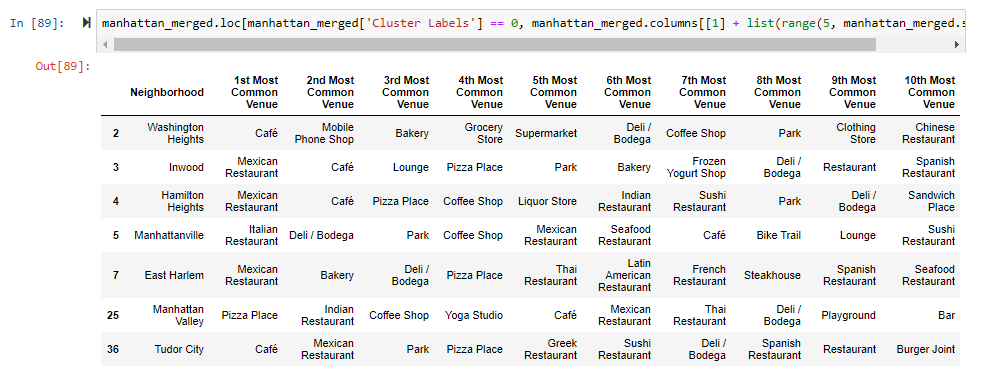 In [89]: manhattan_merged.loc[manhattan_merged['Cluster Labels'] == 0, manhattan_merged.columns[[1] + list(range(5, manhattan_merged.s
Out[89]:
Neighborhood 1st Most Common Venue 2nd Most Common Venue 3rd Most Common Venue 4th Most Common Venue 5th Most Common Venue 6th Most Common Venue 7th Most Common Venue 8th Most Common Venue 9th Most Common Venue 10th Most Common Venue
2 Washington Heights Café Mobile Phone Shop Bakery Grocery Store Supermarket Deli / Bodega Coffee Shop Park Clothing Store Chinese Restaurant
3 Inwood Mexican Restaurant Café Lounge Pizza Place Park Bakery Frozen Yogurt Shop Deli / Bodega Restaurant Spanish Restaurant
4 Hamilton Heights Mexican Restaurant Café Pizza Place Coffee Shop Liquor Store Indian Restaurant Sushi Restaurant Park Deli / Bodega Sandwich Place
5 Manhattanville Italian Restaurant Deli / Bodega Park Coffee Shop Mexican Restaurant Seafood Restaurant Café Bike Trail Lounge Sushi Restaurant
7 East Harlem Mexican Restaurant Bakery Deli / Bodega Pizza Place Thai Restaurant Latin American Restaurant French Restaurant Steakhouse Spanish Restaurant Seafood Restaurant
25 Manhattan Valley Pizza Place Indian Restaurant Coffee Shop Yoga Studio Café Mexican Restaurant Thai Restaurant Deli / Bodega Playground Bar
36 Tudor City Café Mexican Restaurant Park Pizza Place Greek Restaurant Sushi Restaurant Deli / Bodega Spanish Restaurant Restaurant Burger Joint